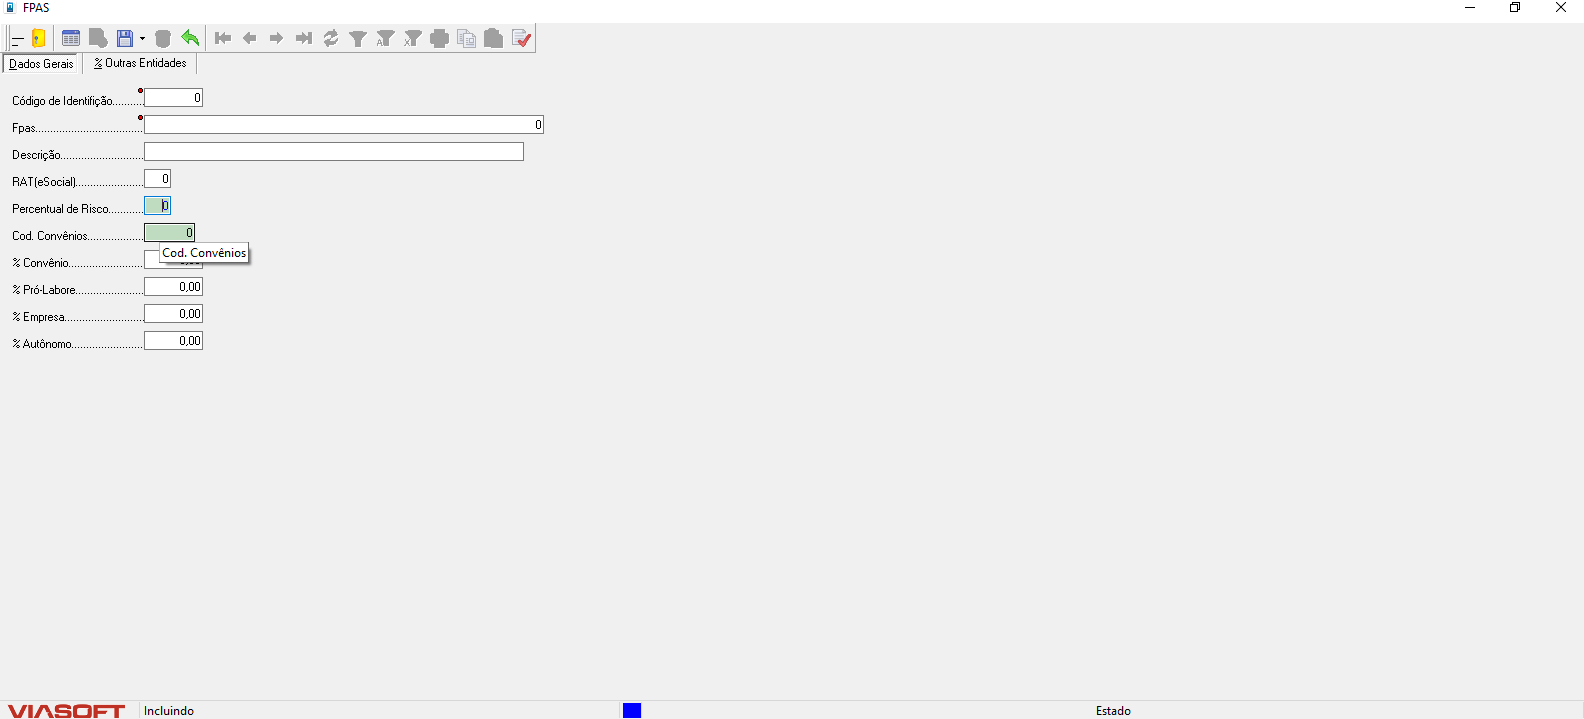 FPAS
Dados Gerais % Outras Entidades
Código de Identifição........... 0
Fpas.................................... 0
Descrição............................
RAT(eSocial)....................... 0
Percentual de Risco............ 0
Cod. Convênios................... 0
Cod. Convênios
% Convênio.........................
% Pró-Labore....................... 0,00
% Empresa........................... 0,00
% Autônomo........................ 0,00
VIASOFT Incluindo Estado